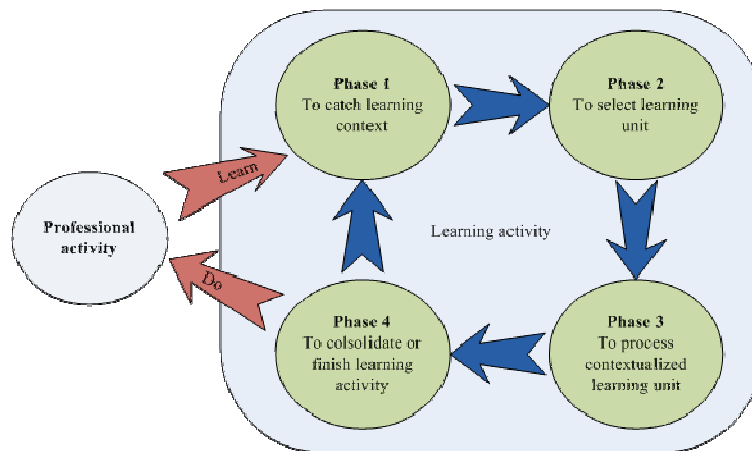 Phase 1
To catch learning
context
Phase 2
To select learning
unit
Learn
Professional
activity
Learning activity
Do
Phase 4
To colsolidate or
finish learning
activity
Phase 3
To process
contextualized
learning unit